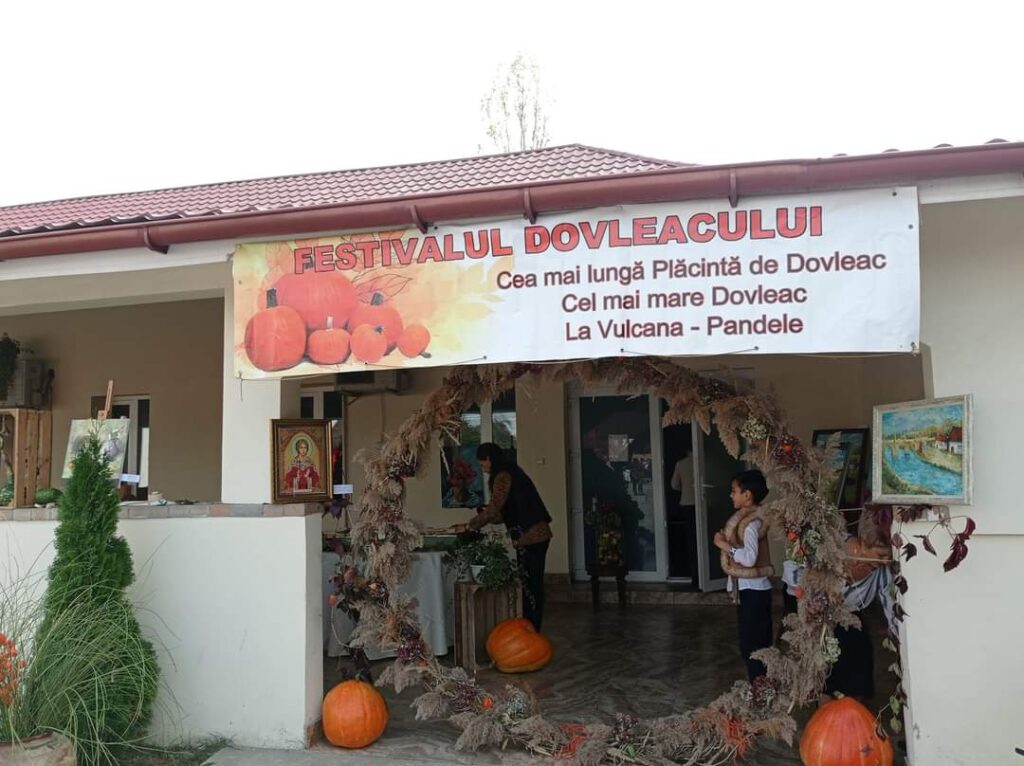 FESTIVALUL DOVLEACULUI
Cea mai lungă Plăcintă de Dovleac
Cel mai mare Dovleac
La Vulcana - Pandele